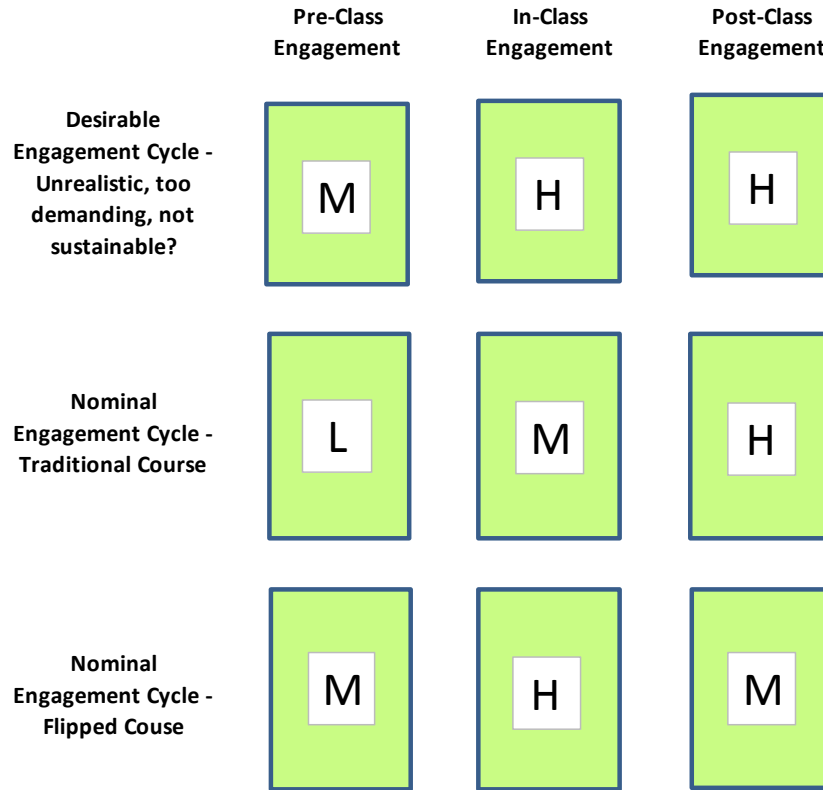 Pre-Class
Engagement
In-Class
Engagement
Post-Class
Engagement
Desirable
Engagement Cycle -
Unrealistic, too
demanding, not
sustainable?
M
H
H
Nominal
Engagement Cycle -
Traditional Course
L
M
H
Nominal
Engagement Cycle -
Flipped Couse
M
H
M